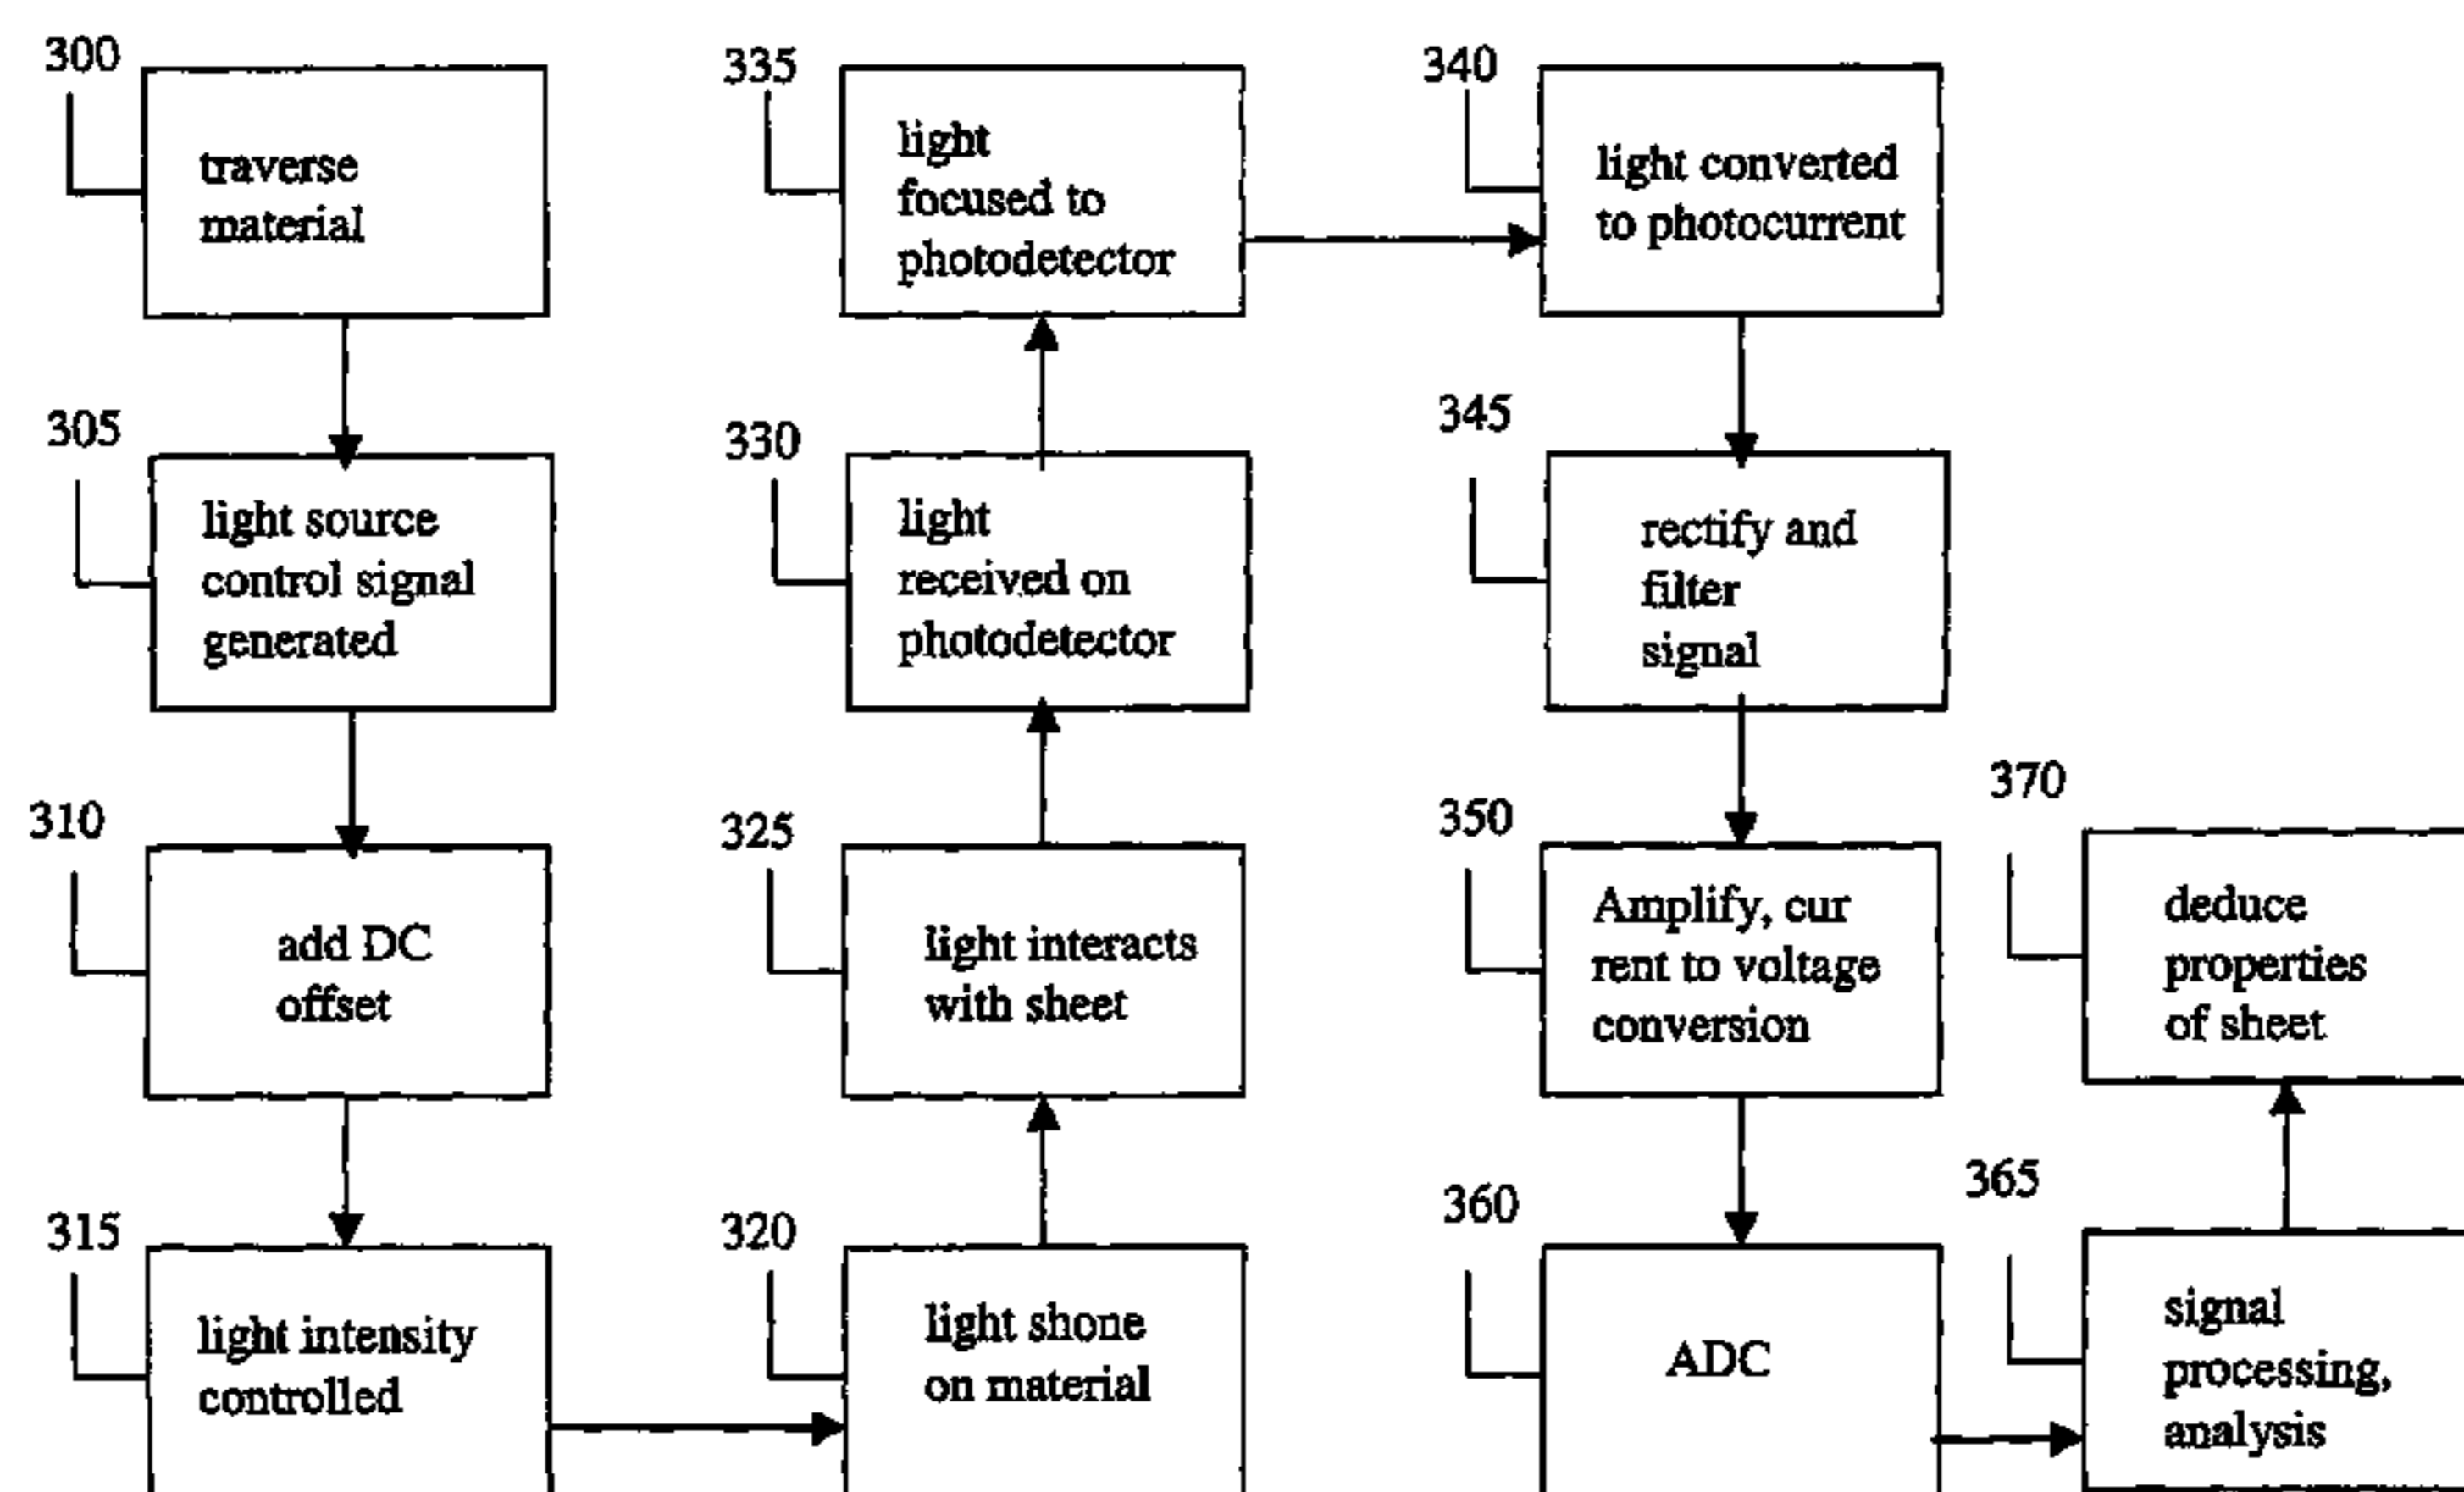 300
traverse
material
305
light source
control signal
generated
310
add DC
offset
315
light intensity
controlled
320
light shone
on material
325
light interacts
with sheet
330
light
received on
photodetector
335
light
focused to
photodetector
340
light converted
to photocurrent
345
rectify and
filter
signal
350
Amplify, cur
rent to voltage
conversion
360
ADC
365
signal
processing,
analysis
370
deduce
properties
of sheet